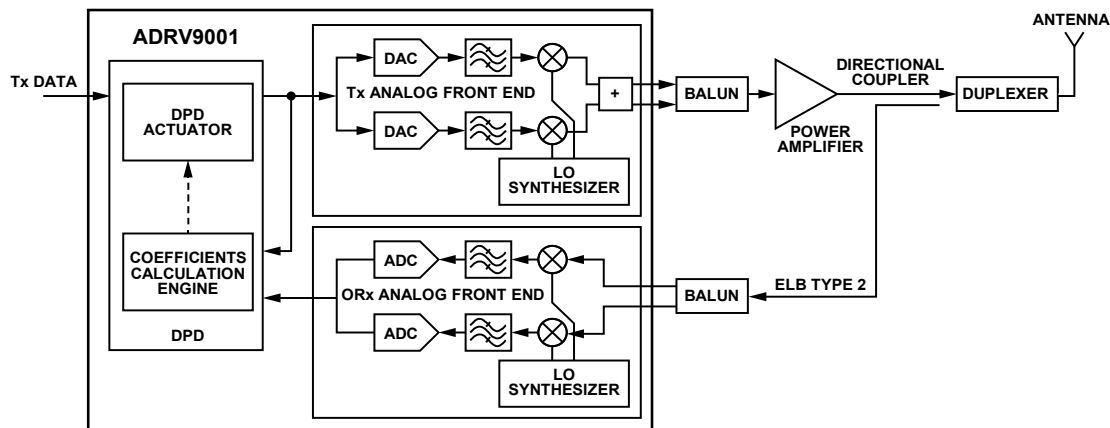 ADRV9001
Tx DATA
DPD
ACTUATOR
COEFFICIENTS
CALCULATION
ENGINE
DPD
DAC
Tx ANALOG FRONT END
DAC
+
LO
SYNTHESIZER
BALUN
POWER
AMPLIFIER
DIRECTIONAL
COUPLER
DUPLEXER
ANTENNA
ADC
ORx ANALOG FRONT END
ADC
LO
SYNTHESIZER
BALUN
ELB TYPE 2